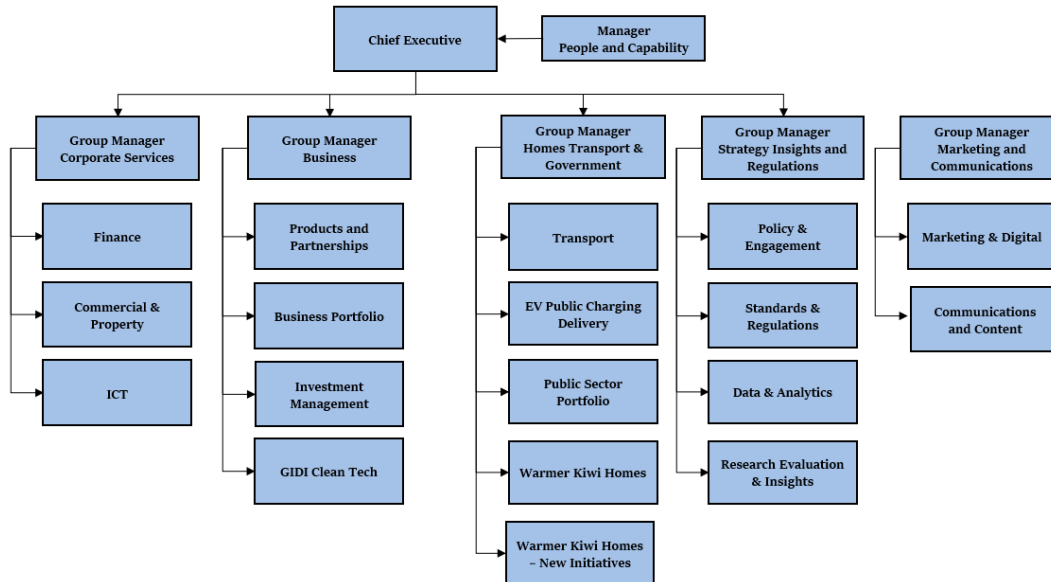 Chief Executive
Manager
People and Capability
Group Manager
Corporate Services
Finance
Commercial &
Property
ICT
Group Manager
Business
Products and
Partnerships
Business Portfolio
Investment
Management
GIDI Clean Tech
Group Manager
Homes Transport &
Government
Transport
EV Public Charging
Delivery
Public Sector
Portfolio
Warmer Kiwi Homes
Warmer Kiwi Homes
– New Initiatives
Group Manager
Strategy Insights and
Regulations
Policy &
Engagement
Standards &
Regulations
Data & Analytics
Research Evaluation
& Insights
Group Manager
Marketing and
Communications
Marketing & Digital
Communications
and Content